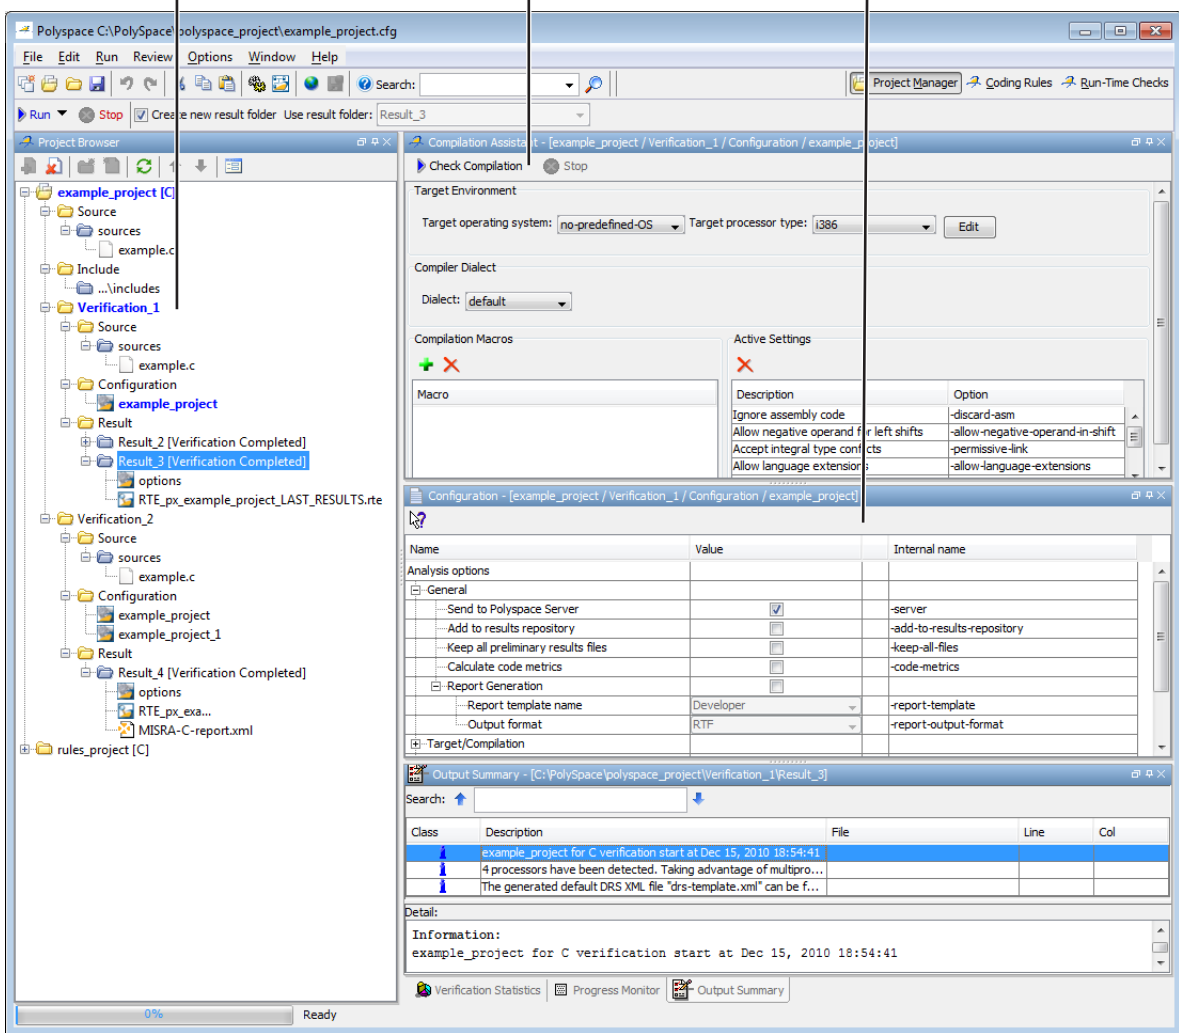 Polyspace C:\PolySpace\polyspace_project\example_project.cfg
File Edit Run Review Options Window Help
Search:
Project Manager Coding Rules Run-Time Checks
Run Stop Create new result folder Use result folder: Result_3
Project Browser
example_project [C]
Source
sources
example.c
Include
...\includes
Verification_1
Source
sources
example.c
Configuration
example_project
Result
Result_2 [Verification Completed]
Result_3 [Verification Completed]
options
RTE_px_example_project_LAST_RESULTS.rte
Verification_2
Source
sources
example.c
Configuration
example_project
example_project_1
Result
Result_4 [Verification Completed]
options
RTE_px_exa...
MISRA-C-report.xml
rules_project [C]
Compilation Assistant - [example_project / Verification_1 / Configuration / example_project]
Check Compilation Stop
Target Environment
Target operating system: no-predefined-OS Target processor type: i386 Edit
Compiler Dialect
Dialect: default
Compilation Macros
Macro
Active Settings
Description Option
Ignore assembly code -discard-asm
Allow negative operand for left shifts -allow-negative-operand-in-shift
Accept integral type conflicts -permissive-link
Allow language extensions -allow-language-extensions
Configuration - [example_project / Verification_1 / Configuration / example_project]
Name Value Internal name
Analysis options
General
Send to Polyspace Server -server
Add to results repository -add-to-results-repository
Keep all preliminary results files -keep-all-files
Calculate code metrics -code-metrics
Report Generation
Report template name Developer -report-template
Output format RTF -report-output-format
Target/Compilation
Output Summary - [C:\PolySpace\polyspace_project\Verification_1\Result_3]
Search:
Class Description File Line Col
example_project for C verification start at Dec 15, 2010 18:54:41
4 processors have been detected. Taking advantage of multipro...
The generated default DRS XML file "drs-template.xml" can be f...
Detail:
Information:
example_project for C verification start at Dec 15, 2010 18:54:41
Verification Statistics Progress Monitor Output Summary
0% Ready